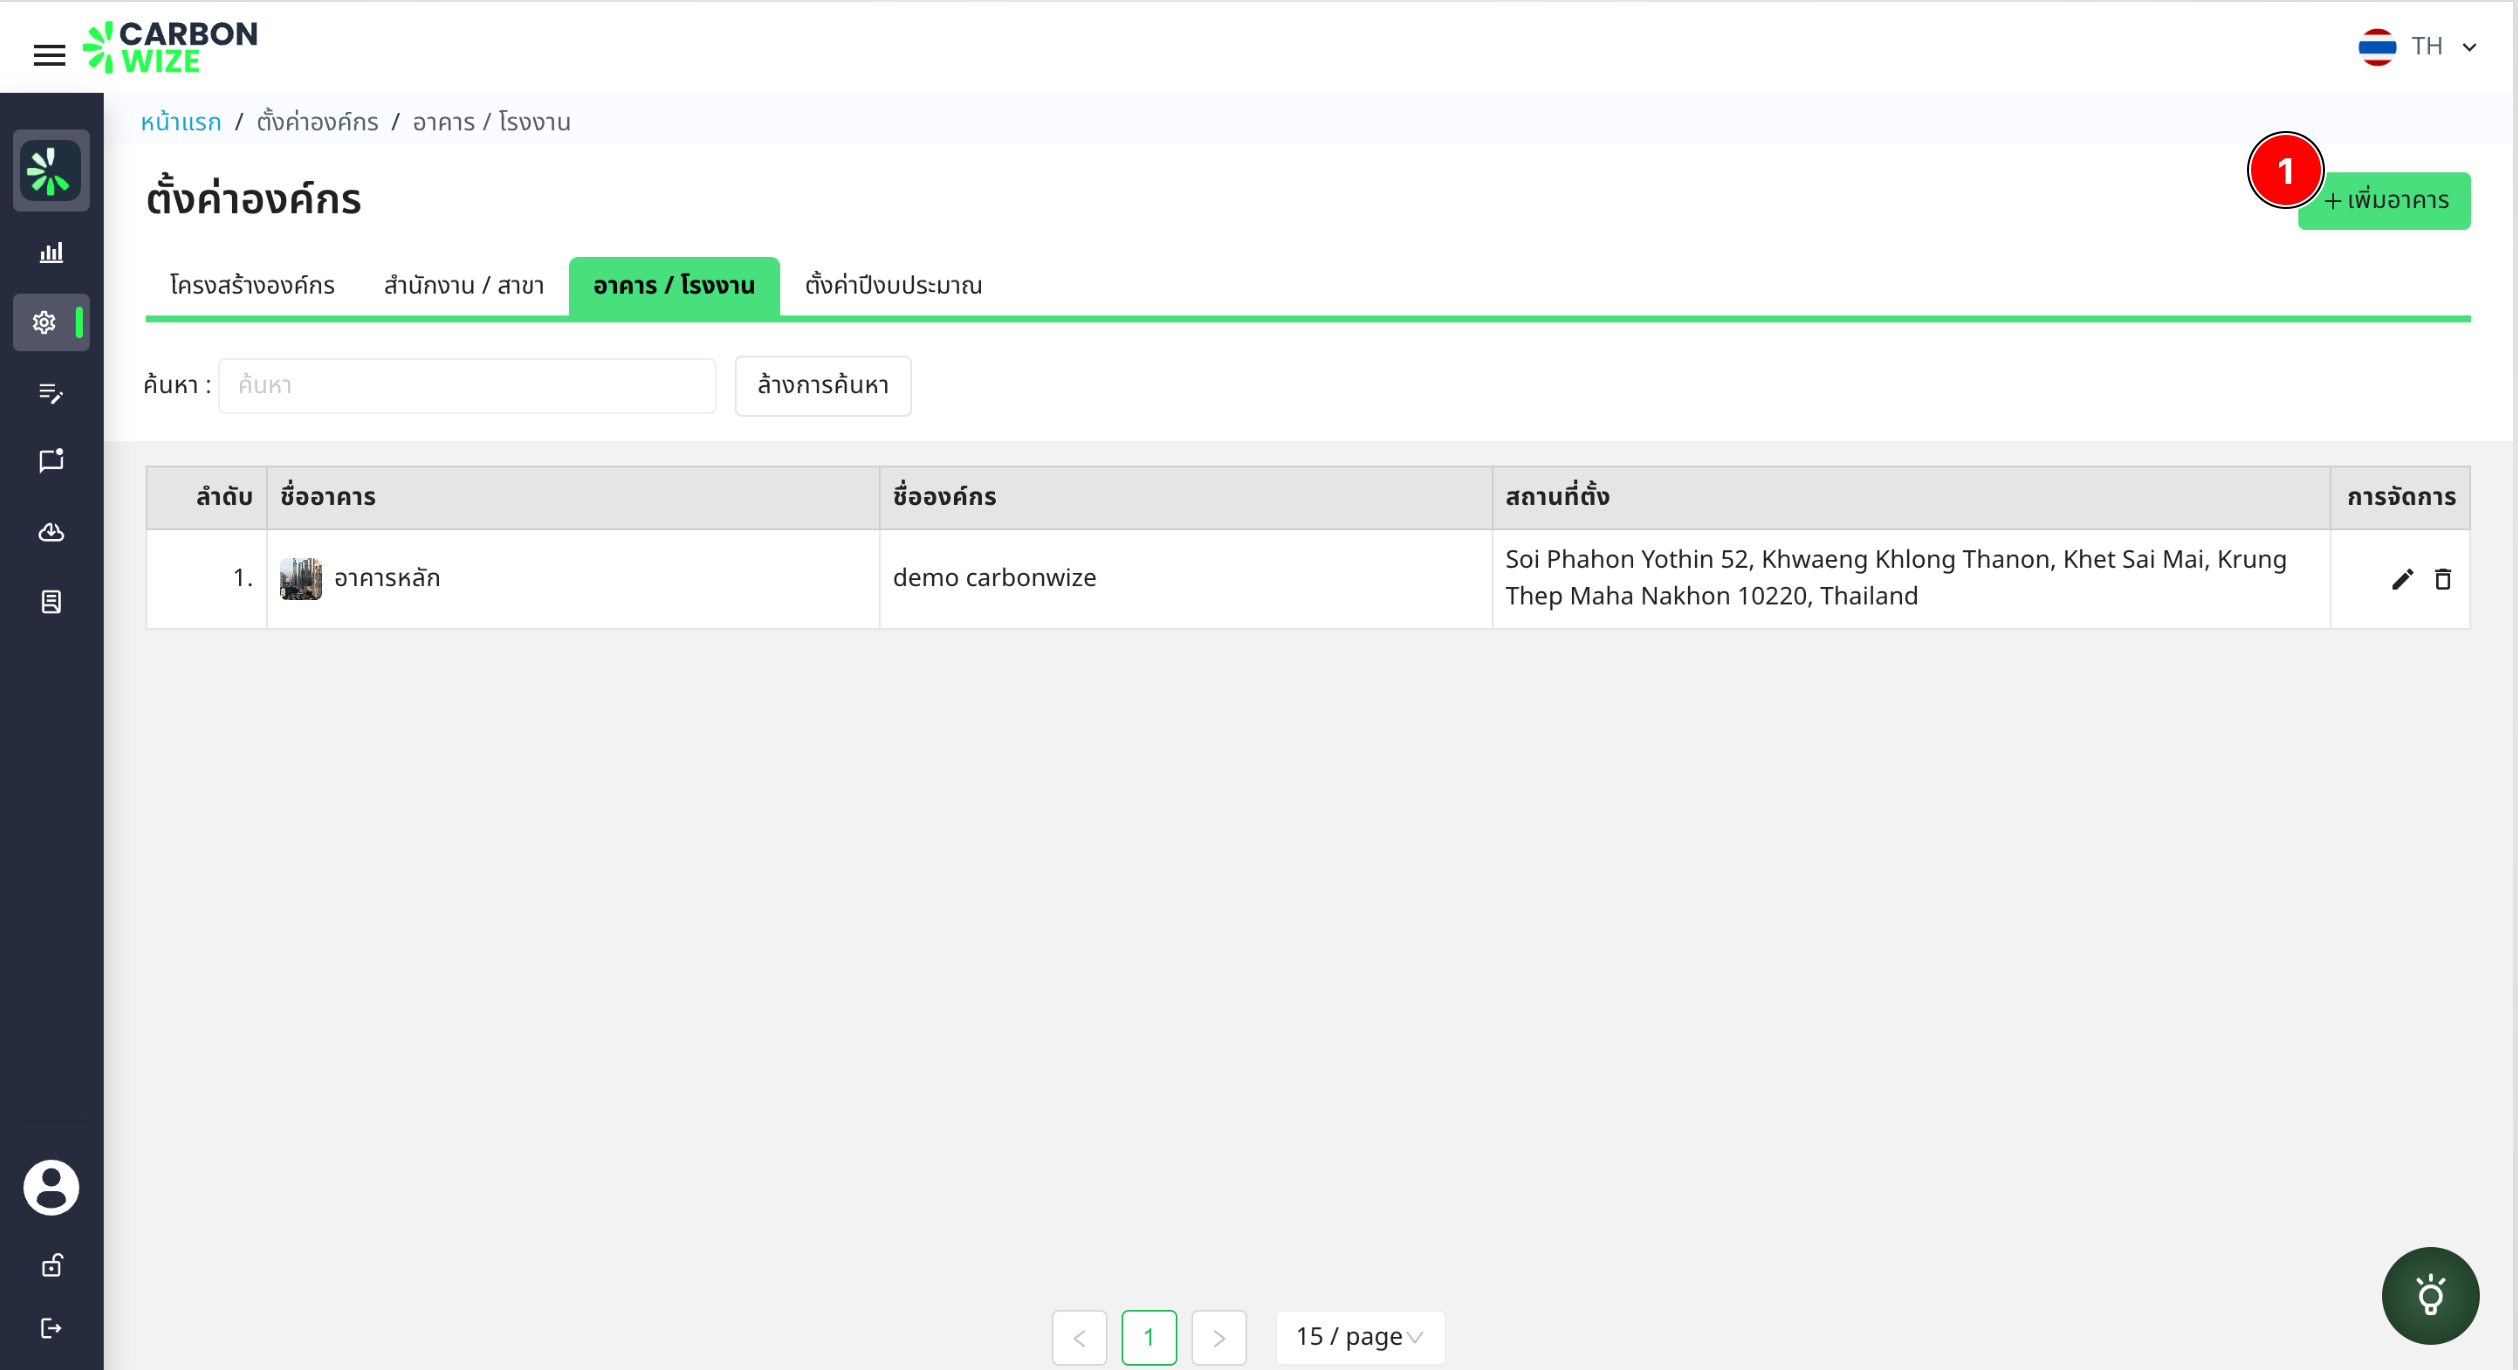 CARBON
WIZE
TH
หน้าแรก / ตั้งค่าองค์กร / อาคาร / โรงงาน
ตั้งค่าองค์กร
1
+ เพิ่มอาคาร
โครงสร้างองค์กร สำนักงาน / สาขา อาคาร / โรงงาน ตั้งค่าปีงบประมาณ
ค้นหา : ค้นหา ล้างการค้นหา
ลำดับ ชื่ออาคาร ชื่อองค์กร สถานที่ตั้ง การจัดการ
1. อาคารหลัก demo carbonwize Soi Phahon Yothin 52, Khwaeng Khlong Thanon, Khet Sai Mai, Krung
Thep Maha Nakhon 10220, Thailand
< 1 > 15 / page